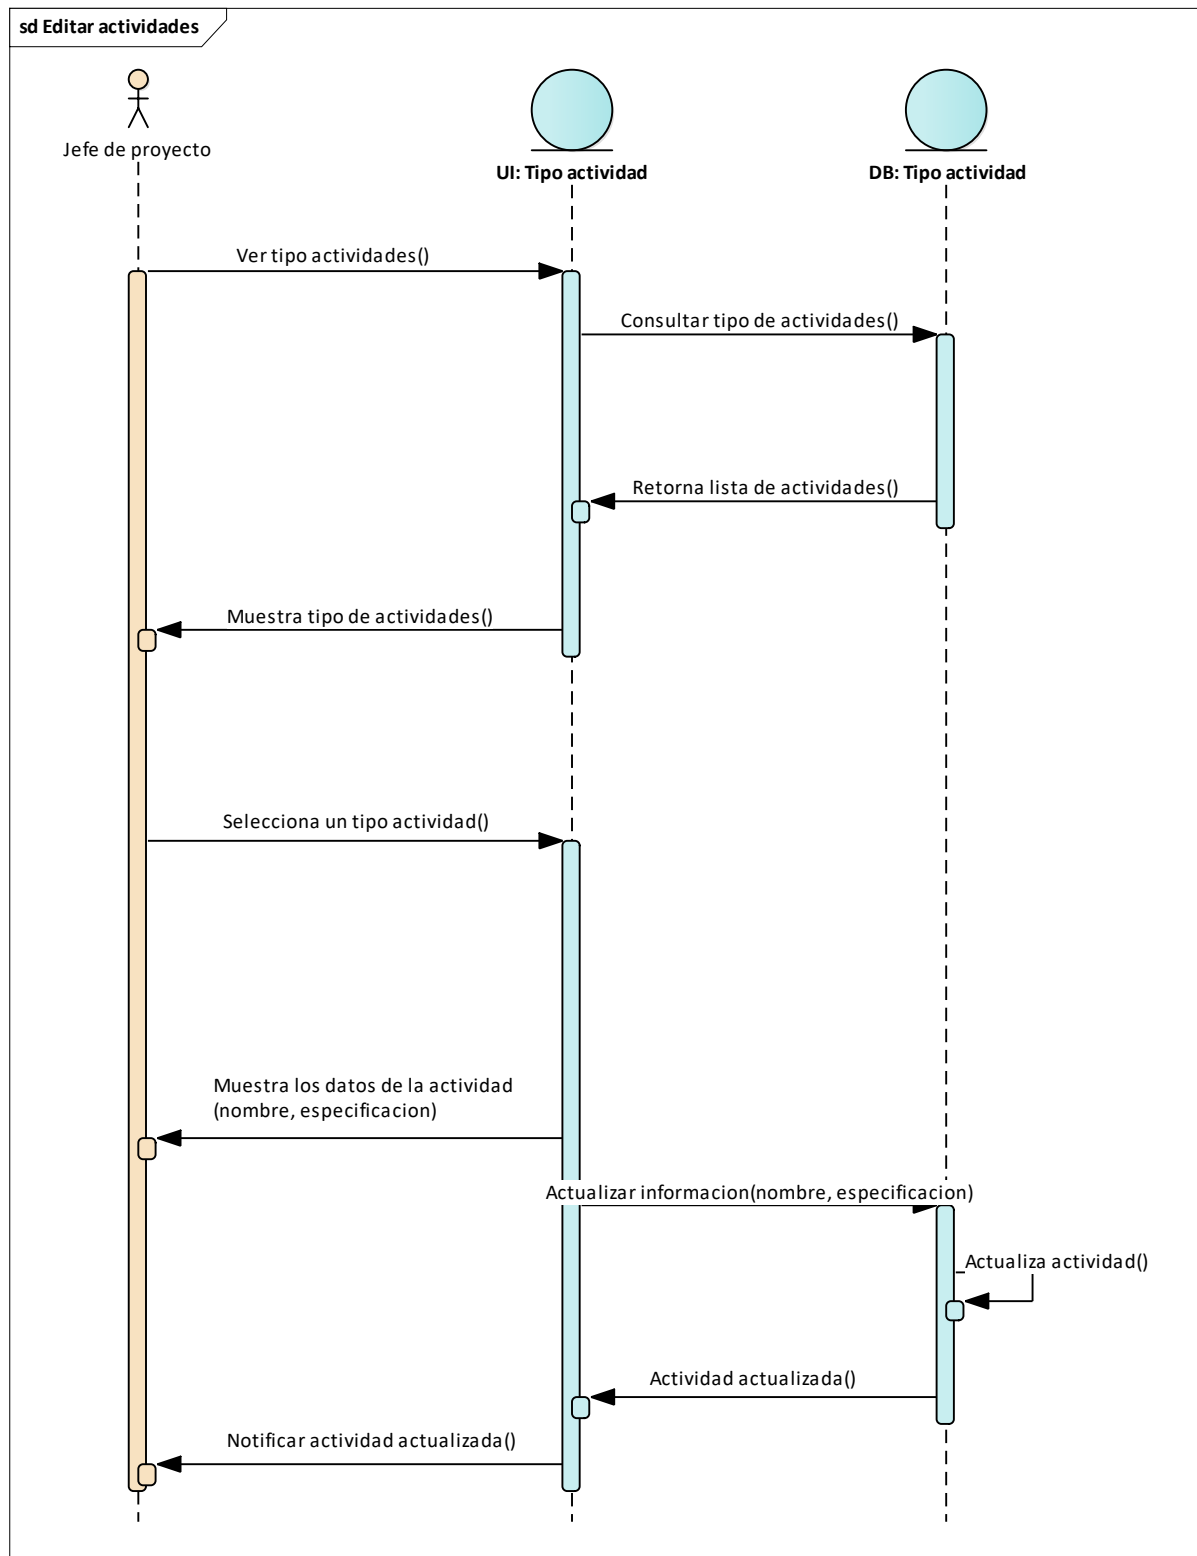 sd Editar actividades
Jefe de proyecto
UI: Tipo actividad
DB: Tipo actividad
Ver tipo actividades()
Consultar tipo de actividades()
Retorna lista de actividades()
Muestra tipo de actividades()
Selecciona un tipo actividad()
Muestra los datos de la actividad
(nombre, especificacion)
Actualizar informacion(nombre, especificacion)
Actualiza actividad()
Actividad actualizada()
Notificar actividad actualizada()